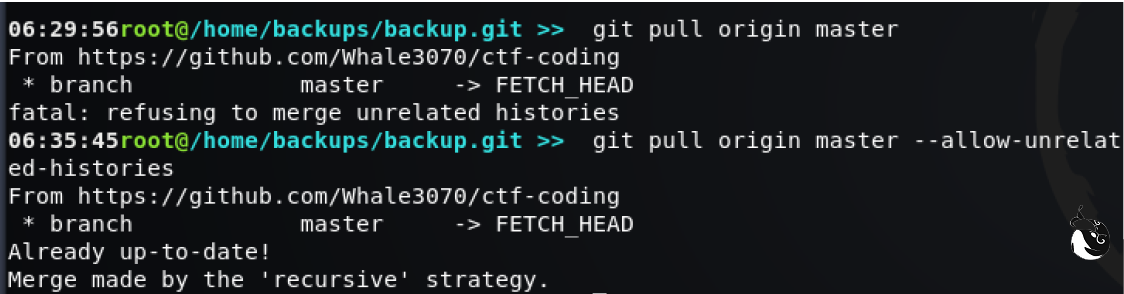 06:29:56root@/home/backups/backup.git >>  git pull origin master
From https://github.com/Whale3070/ctf-coding
 * branch            master     -> FETCH_HEAD
fatal: refusing to merge unrelated histories
06:35:45root@/home/backups/backup.git >>  git pull origin master --allow-unrelat
ed-histories
From https://github.com/Whale3070/ctf-coding
 * branch            master     -> FETCH_HEAD
Already up-to-date!
Merge made by the 'recursive' strategy.